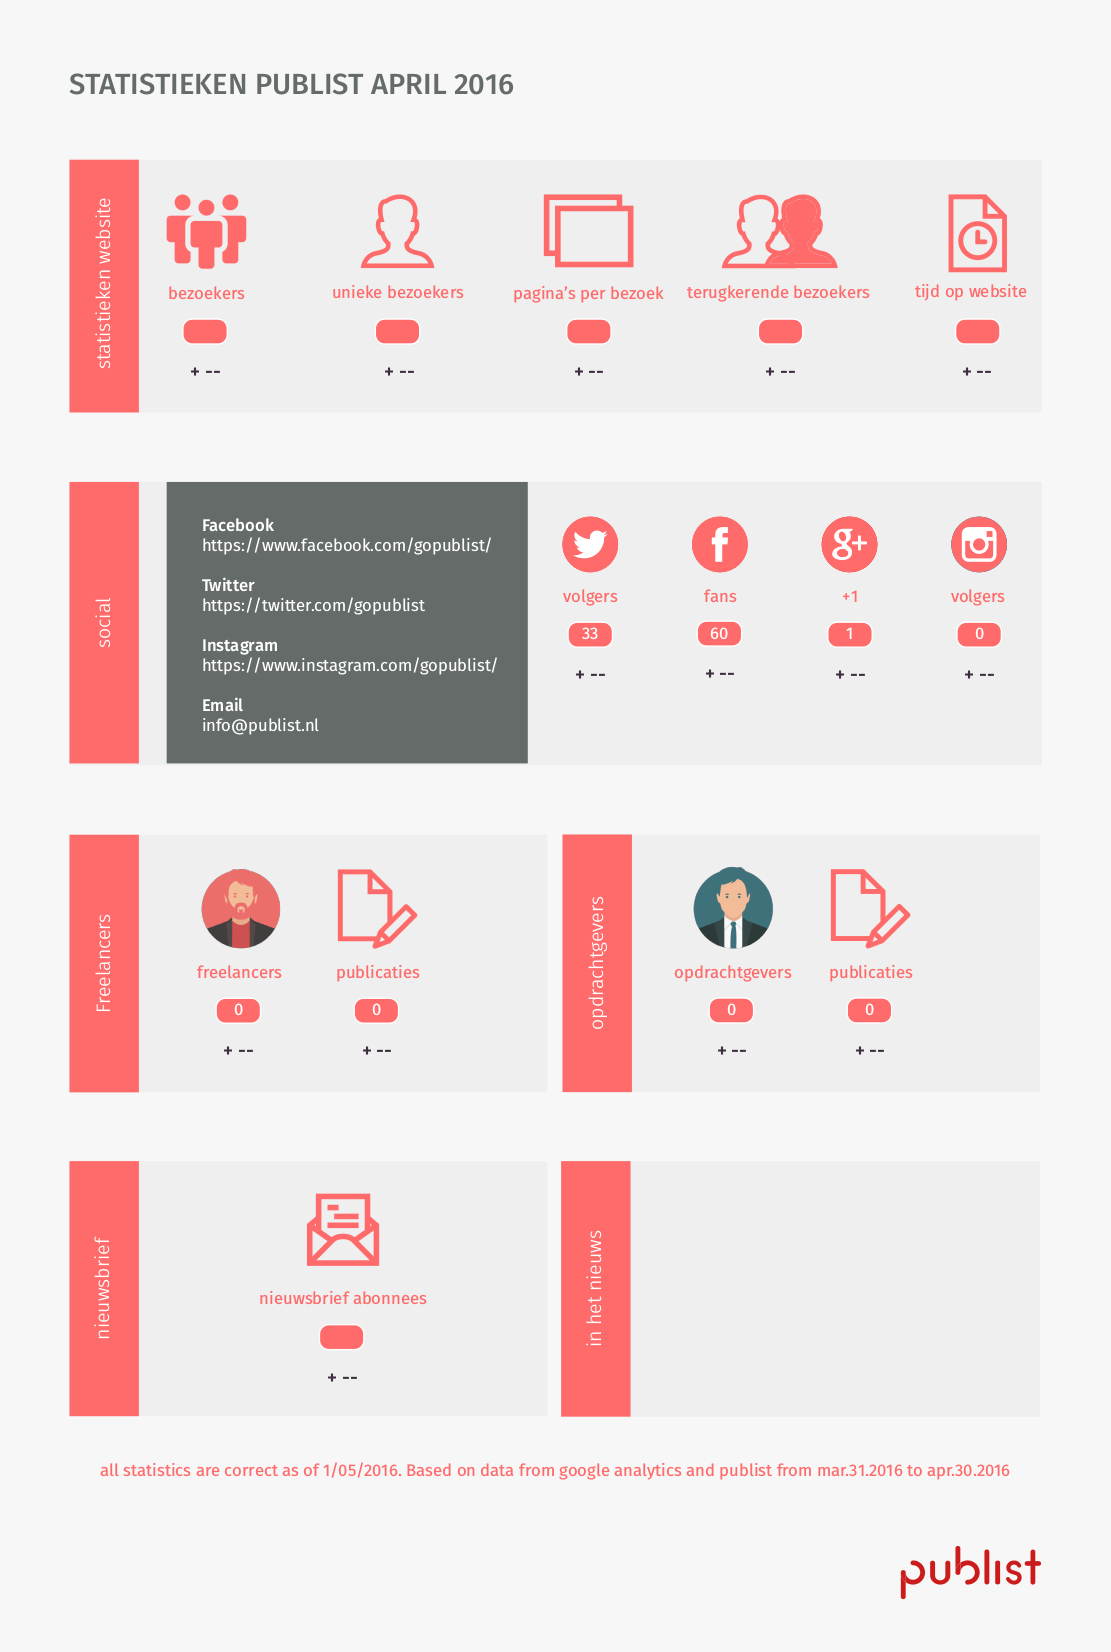 STATISTIEKEN PUBLIST APRIL 2016
statistieken website
bezoekers
+ --
unieke bezoekers
+ --
pagina's per bezoek
+ --
terugkerende bezoekers
+ --
tijd op website
+ --
social
Facebook
https://www.facebook.com/gopublist/
Twitter
https://twitter.com/gopublist
Instagram
https://www.instagram.com/gopublist/
Email
info@publist.nl
volgers
33
+ --
f
fans
60
+ --
g+
+1
1
+ --
volgers
0
+ --
Freelancers
freelancers
0
+ --
publicaties
0
+ --
opdrachtgevers
opdrachtgevers
0
+ --
publicaties
0
+ --
nieuwsbrief
nieuwsbrief abonnees
+ --
in het nieuws
all statistics are correct as of 1/05/2016. Based on data from google analytics and publist from mar.31.2016 to apr.30.2016
publist